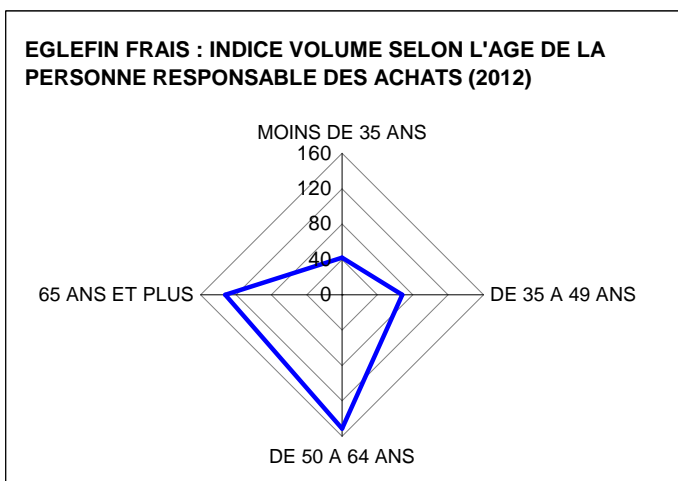 EGLEFIN FRAIS : INDICE VOLUME SELON L'AGE DE LA
PERSONNE RESPONSABLE DES ACHATS (2012)
MOINS DE 35 ANS
160
120
80
40
0
65 ANS ET PLUS
DE 35 A 49 ANS
DE 50 A 64 ANS